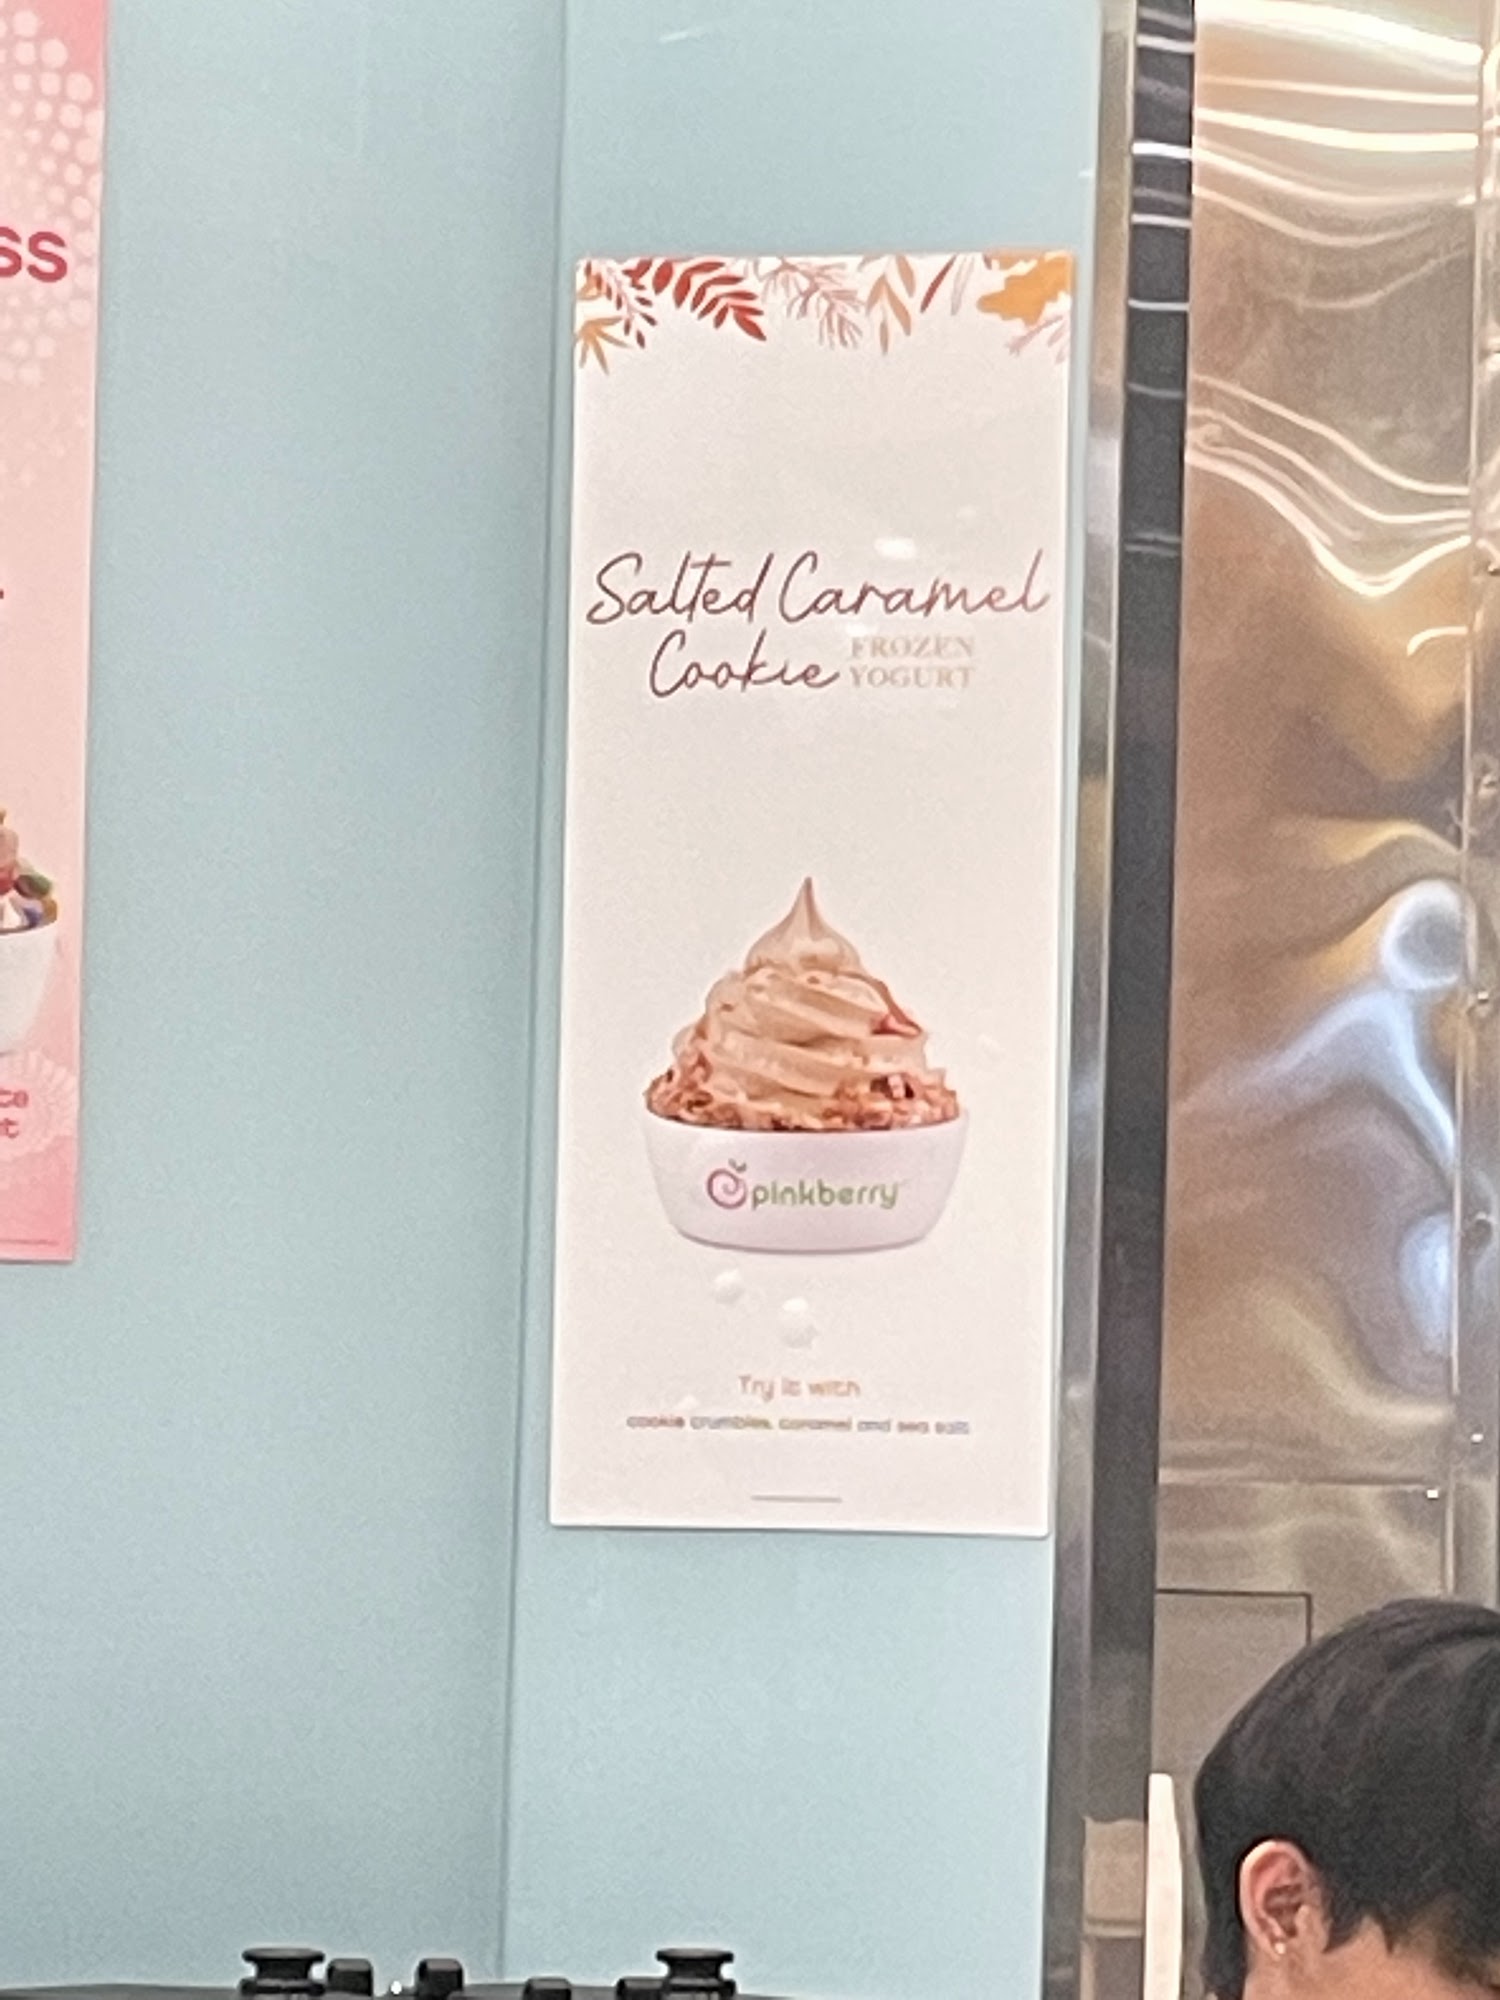 ss
Salted Caramel
Cookie FROZEN
YOGURT
pinkberry
Try it with
cookie crumbles, caramel and sea salt